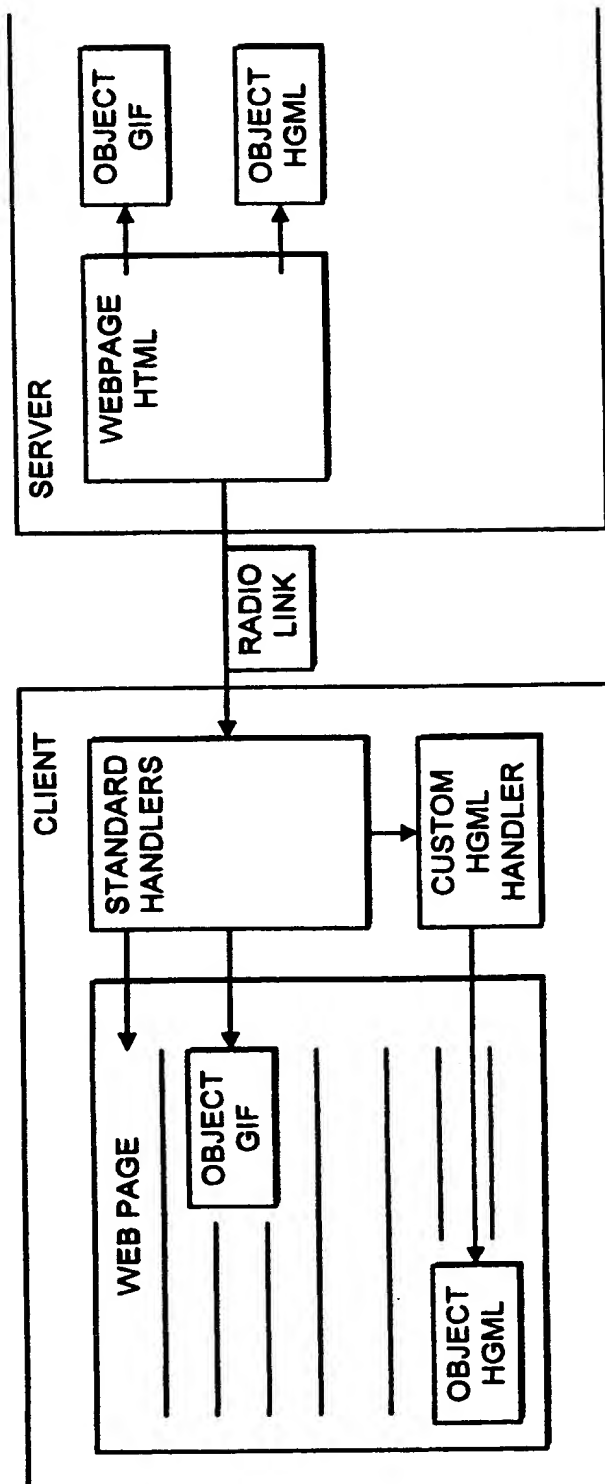 CLIENT
WEB PAGE
OBJECT
GIF
OBJECT
HGML
STANDARD
HANDLERS
CUSTOM
HGML
HANDLER
RADIO
LINK
SERVER
WEBPAGE
HTML
OBJECT
GIF
OBJECT
HGML